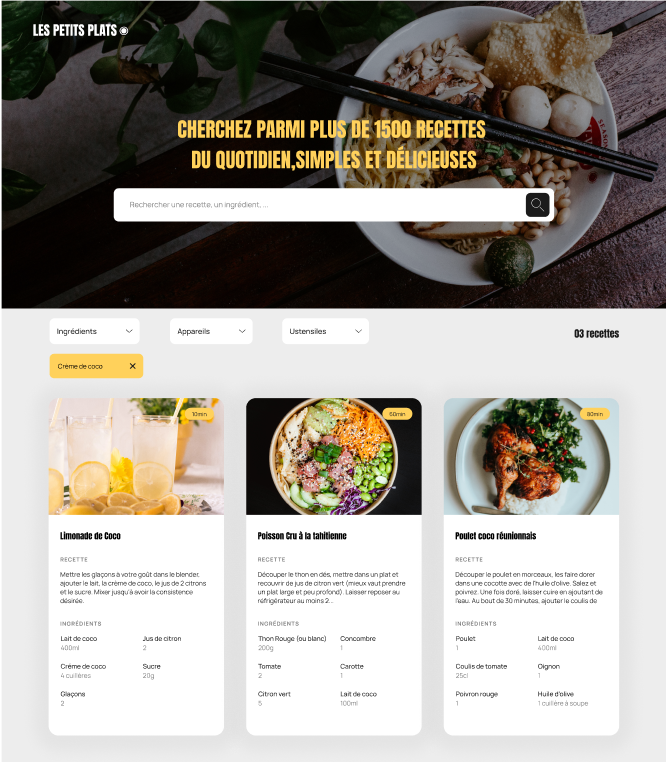 LES PETITS PLATS
CHERCHEZ PARMI PLUS DE 1500 RECETTES
DU QUOTIDIEN,SIMPLES ET DÉLICIEUSES
Rechercher une recette, un ingrédient, ...
Ingrédients
Appareils
Ustensiles
03 recettes
Crème de coco
10min
Limonade de Coco
RECETTE
Mettre les glaçons à votre goût dans le blender,
ajouter le lait, la crème de coco, le jus de 2 citrons
et le sucre. Mixer jusqu'à avoir la consistence
désirée.
INGRÉDIENTS
Lait de coco
400ml
Jus de citron
2
Crème de coco
4 cuillères
Sucre
20g
Glaçons
2
60min
Poisson Cru à la tahitienne
RECETTE
Découper le thon en dés, mettre dans un plat et
recouvrir de jus de citron vert (mieux vaut prendre
un plat large et peu profond). Laisser reposer au
réfrigérateur au moins 2...
INGRÉDIENTS
Thon Rouge (ou blanc)
200g
Concombre
1
Tomate
2
Carotte
1
Citron vert
5
Lait de coco
100ml
80min
Poulet coco réunionnais
RECETTE
Découper le poulet en morceaux, les faire dorer
dans une cocotte avec de l'huile d'olive. Salez et
poivrez. Une fois doré, laisser cuire en ajoutant de
l'eau. Au bout de 30 minutes, ajouter le coulis de
INGRÉDIENTS
Poulet
1
Lait de coco
400ml
Coulis de tomate
25cl
Oignon
1
Poivron rouge
1
Huile d'olive
1 cuillère à soupe